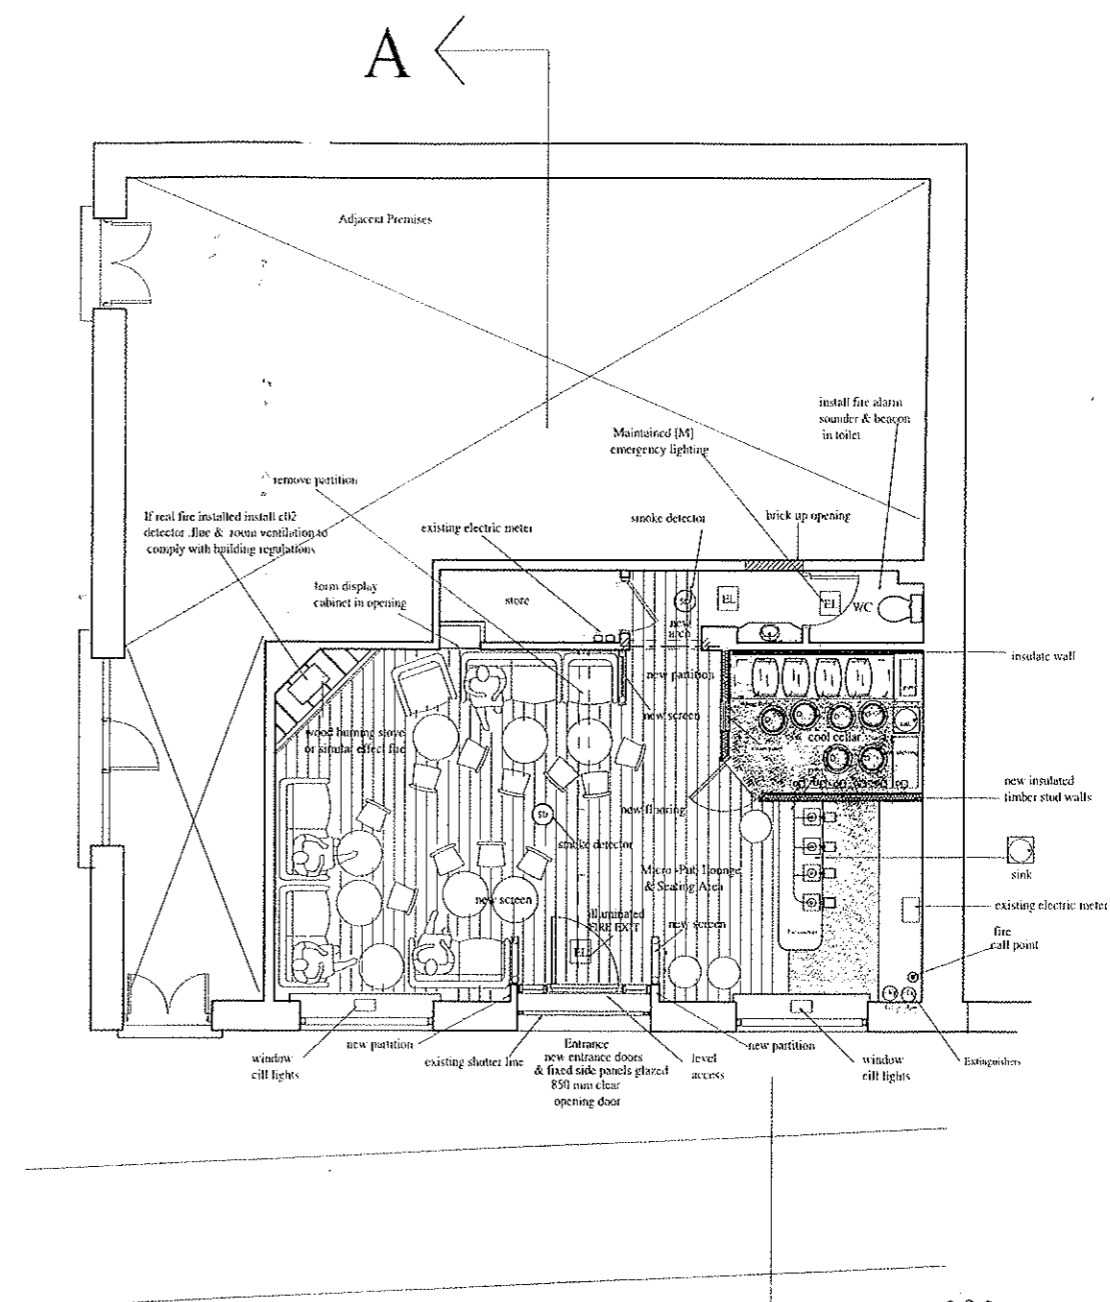 A
Adjacent Premises
install fire alarm
sounder & beacon
in toilet
Maintained [M]
emergency lighting
remove partition
If real fire installed install c02
detector .flue & room ventilation to
comply with building regulations
existing electric meter
smoke detector
brick up opening
form display
cabinet in opening
store
SD
EL
EL
WC
new
arch
insulate wall
new partition
new screen
wood burning stove
or similar effect fire
cool cellar
new insulated
timber stud walls
new flooring
SD
smoke detector
Micro-Pub Lounge
& Seating Area
sink
new screen
illuminated
FIRE EXIT
EL
new screen
existing electric meter
fire
call point
window
cill lights
new partition
existing shutter line
Entrance
new entrance doors
& fixed side panels glazed
850 mm clear
opening door
level
access
new partition
window
cill lights
Extinguishers